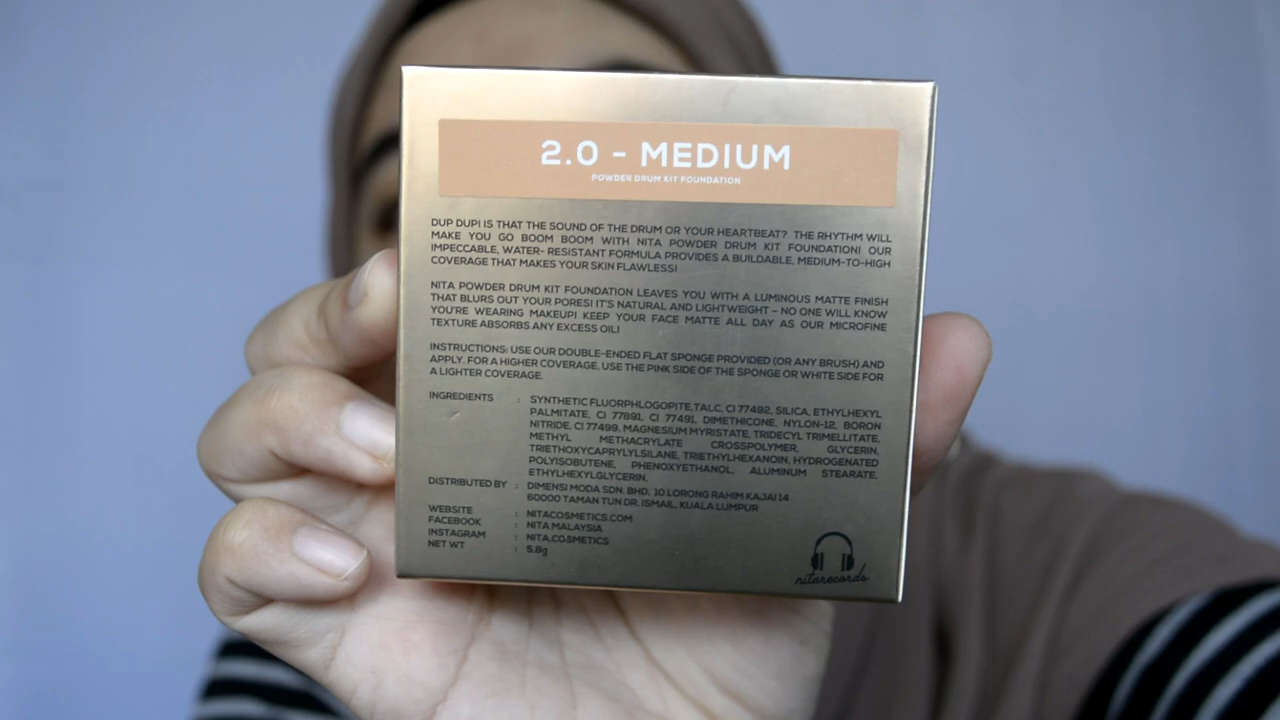 2.0 - MEDIUM
POWDER DRUM KIT FOUNDATION
DUP DUP! IS THAT THE SOUND OF THE DRUM OR YOUR HEARTBEAT? THE RHYTHM WILL
MAKE YOU GO BOOM BOOM WITH NITA POWDER DRUM KIT FOUNDATION! OUR
IMPECCABLE, WATER- RESISTANT FORMULA PROVIDES A BUILDABLE, MEDIUM-TO-HIGH
COVERAGE THAT MAKES YOUR SKIN FLAWLESS!
NITA POWDER DRUM KIT FOUNDATION LEAVES YOU WITH A LUMINOUS MATTE FINISH
THAT BLURS OUT YOUR PORES! IT'S NATURAL AND LIGHTWEIGHT - NO ONE WILL KNOW
YOU'RE WEARING MAKEUP! KEEP YOUR FACE MATTE ALL DAY AS OUR MICROFINE
TEXTURE ABSORBS ANY EXCESS OIL!
INSTRUCTIONS: USE OUR DOUBLE-ENDED FLAT SPONGE PROVIDED (OR ANY BRUSH) AND
APPLY. FOR A HIGHER COVERAGE, USE THE PINK SIDE OF THE SPONGE OR WHITE SIDE FOR
A LIGHTER COVERAGE.
INGREDIENTS : SYNTHETIC FLUORPHLOGOPITE,TALC, CI 77492, SILICA, ETHYLHEXYL
PALMITATE, CI 77891, CI 77491, DIMETHICONE, NYLON-12, BORON
NITRIDE, CI 77499, MAGNESIUM MYRISTATE, TRIDECYL TRIMELLITATE,
METHYL METHACRYLATE CROSSPOLYMER, GLYCERIN,
TRIETHOXYCAPRYLYLSILANE, TRIETHYLHEXANOIN, HYDROGENATED
POLYISOBUTENE, PHENOXYETHANOL, ALUMINUM STEARATE,
ETHYLHEXYLGLYCERIN.
DISTRIBUTED BY : DIMENSI MODA SDN. BHD, 10 LORONG RAHIM KAJAI 14
60000 TAMAN TUN DR. ISMAIL, KUALA LUMPUR
WEBSITE : NITACOSMETICS.COM
FACEBOOK : NITA MALAYSIA
INSTAGRAM : NITA.COSMETICS
NET WT : 5.8g
nitarecords